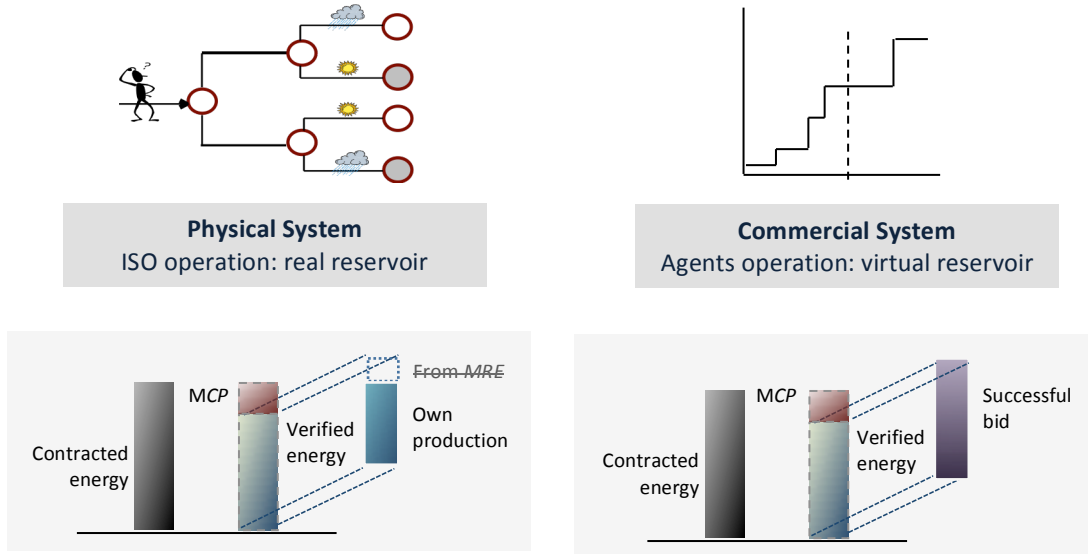 ?
Physical System
ISO operation: real reservoir
Commercial System
Agents operation: virtual reservoir
MCP
From MRE
Own
production
Verified
energy
Contracted
energy
MCP
Successful
bid
Verified
energy
Contracted
energy